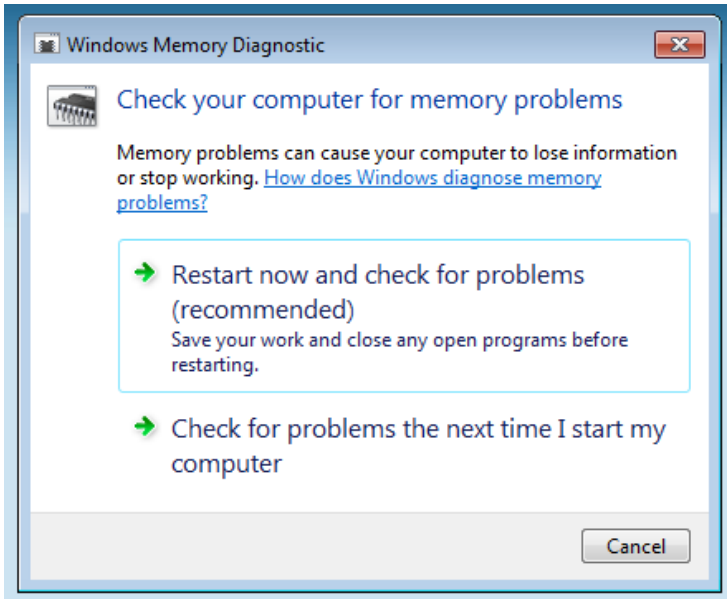 Windows Memory Diagnostic
Check your computer for memory problems
Memory problems can cause your computer to lose information
or stop working. How does Windows diagnose memory
problems?
Restart now and check for problems
(recommended)
Save your work and close any open programs before
restarting.
Check for problems the next time I start my
computer
Cancel